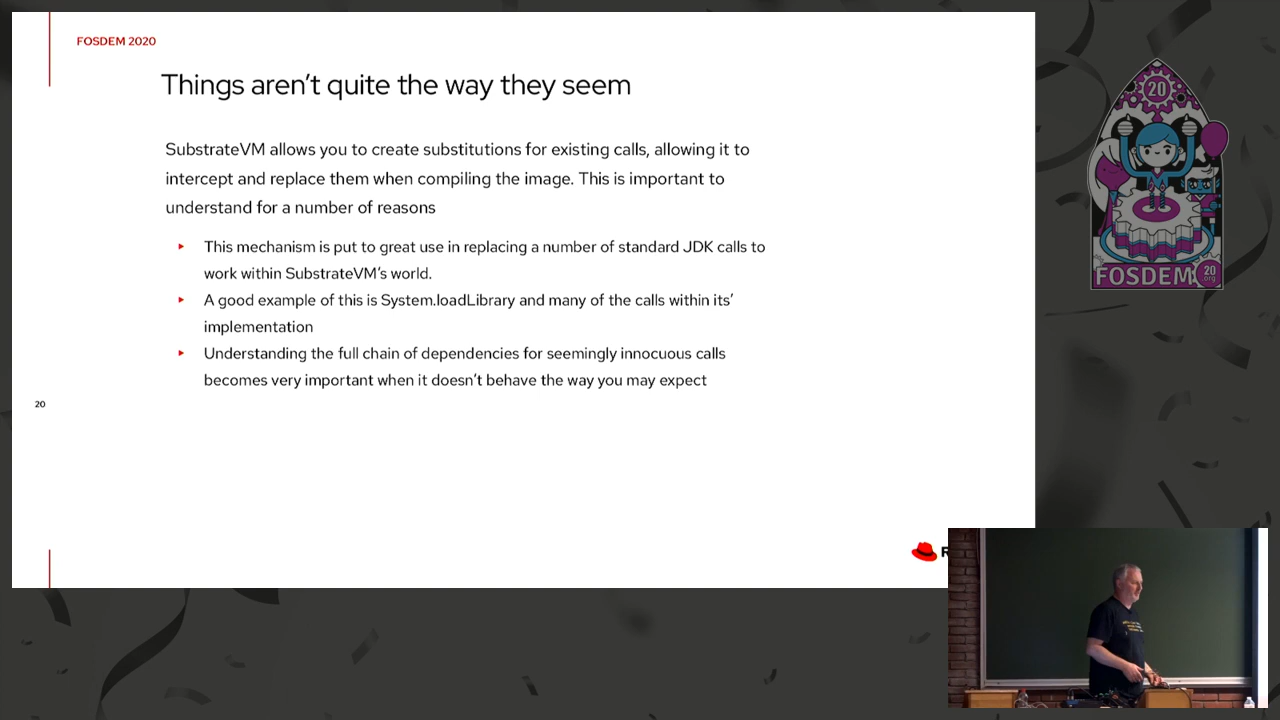 FOSDEM 2020
Things aren't quite the way they seem
SubstrateVM allows you to create substitutions for existing calls, allowing it to
intercept and replace them when compiling the image. This is important to
understand for a number of reasons
This mechanism is put to great use in replacing a number of standard JDK calls to
work within SubstrateVM's world.
A good example of this is System.loadLibrary and many of the calls within its'
implementation
Understanding the full chain of dependencies for seemingly innocuous calls
becomes very important when it doesn't behave the way you may expect
20
20
FOSDEM
20
.org